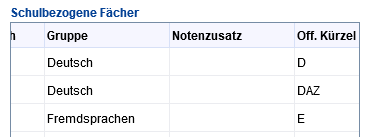 Schulbezogene Fächer
h Gruppe Notenzusatz Off. Kürzel
Deutsch D
Deutsch DAZ
Fremdsprachen E